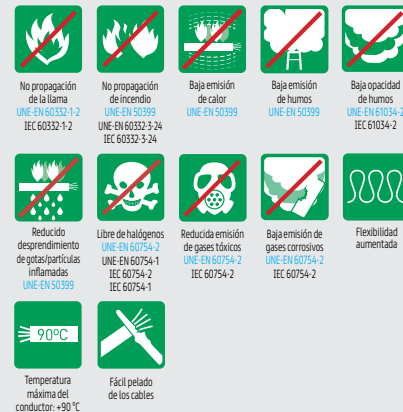 No propagación
de la llama
UNE-EN 60332-1-2
IEC 60332-1-2
No propagación
de incendio
UNE-EN 50399
UNE-EN 60332-3-24
IEC 60332-3-24
Baja emisión
de calor
UNE-EN 50399
Baja emisión
de humos
UNE-EN 50399
Baja opacidad
de humos
UNE-EN 61034-2
IEC 61034-2
Reducido
desprendimiento
de gotas/partículas
inflamadas
UNE-EN 50399
Libre de halógenos
UNE-EN 60754-2
UNE-EN 60754-1
IEC 60754-2
IEC 60754-1
Reducida emisión
de gases tóxicos
UNE-EN 60754-2
IEC 60754-2
Baja emisión de
gases corrosivos
UNE-EN 60754-2
IEC 60754-2
Flexibilidad
aumentada
90ºC
Temperatura
máxima del
conductor: +90 °C
Fácil pelado
de los cables